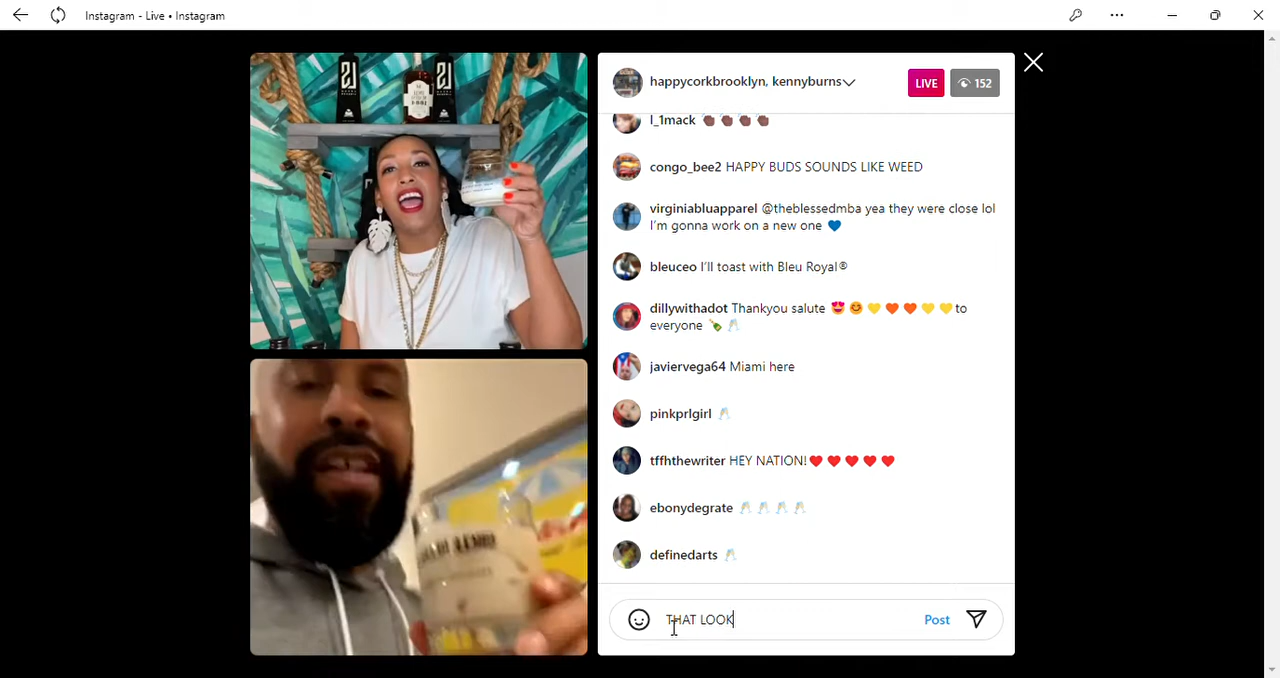 Instagram - Live • Instagram
happycorkbrooklyn, kennyburns
LIVE
152
l_1mack 👏🏿 👏🏿 👏🏿 👏🏿
congo_bee2 HAPPY BUDS SOUNDS LIKE WEED
virginiabluapparel @theblessedmba yea they were close lol
I'm gonna work on a new one 💙
bleuceo I'll toast with Bleu Royal®
dillywithadot Thankyou salute 😍 😊 💛 🧡 🧡 💛 💛 to
everyone 🍾 🥂
javiervega64 Miami here
pinkprlgirl 🥂
tffhthewriter HEY NATION! ❤️ ❤️ ❤️ ❤️ ❤️
ebonydegrate 🥂 🥂 🥂 🥂
definedarts 🥂
THAT LOOK
Post